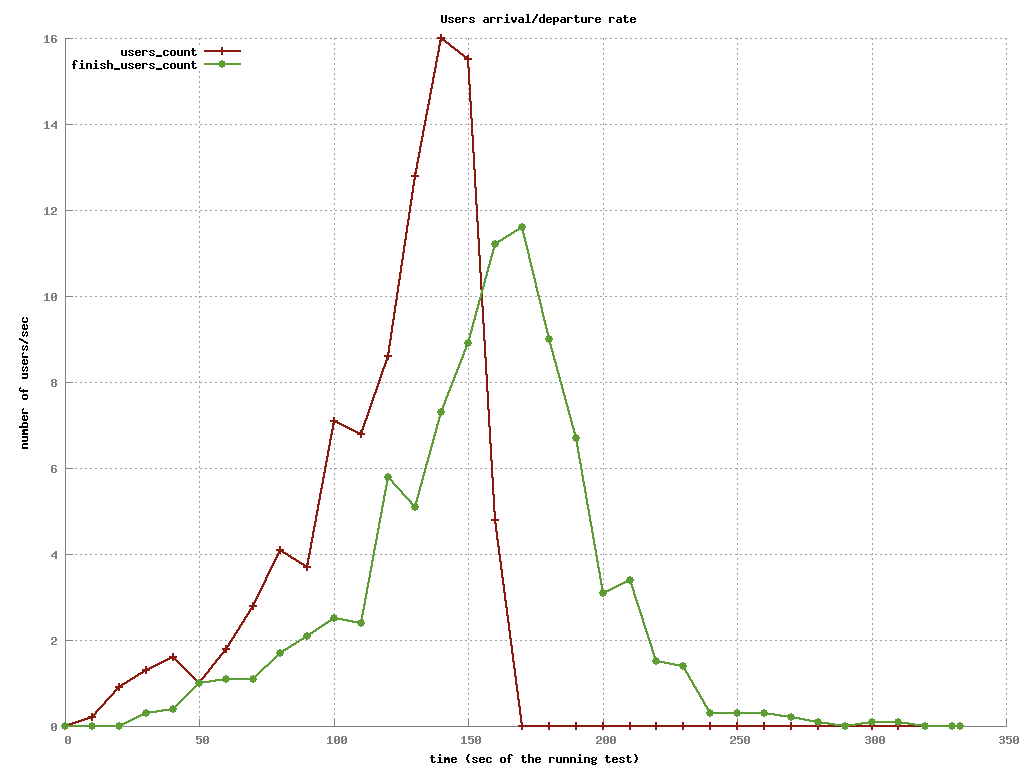 Users arrival/departure rate
users_count
finish_users_count
16
14
12
10
8
6
4
2
0
number of users/sec
0 50 100 150 200 250 300 350
time (sec of the running test)